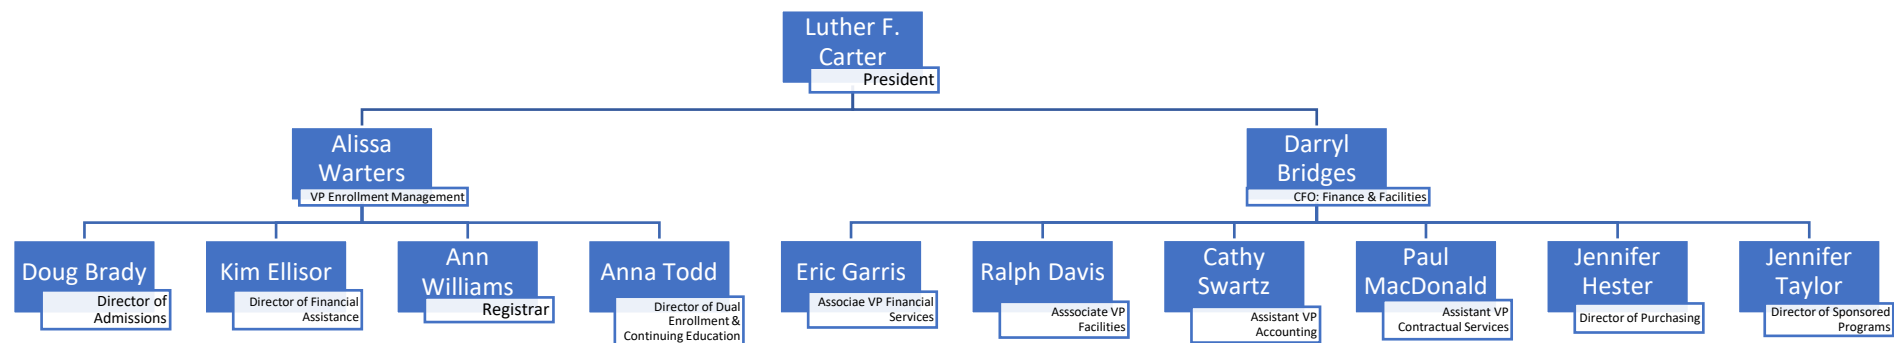 Luther F.
Carter
President
Alissa
Warters
VP Enrollment Management
Darryl
Bridges
CFO: Finance & Facilities
Doug Brady
Director of
Admissions
Kim Ellisor
Director of Financial
Assistance
Ann
Williams
Registrar
Anna Todd
Director of Dual
Enrollment &
Continuing Education
Eric Garris
Associae VP Financial
Services
Ralph Davis
Asssociate VP
Facilities
Cathy
Swartz
Assistant VP
Accounting
Paul
MacDonald
Assistant VP
Contractual Services
Jennifer
Hester
Director of Purchasing
Jennifer
Taylor
Director of Sponsored
Programs